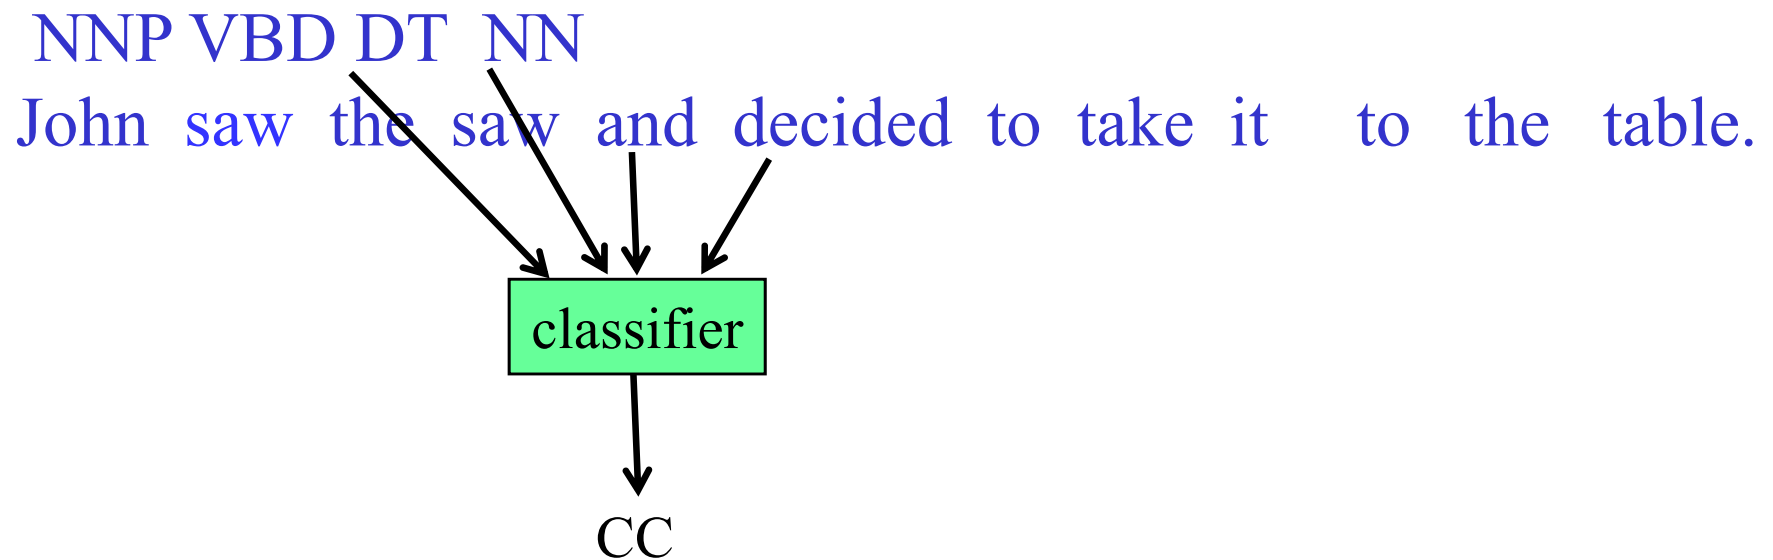 NNP VBD DT NN
John saw the saw and decided to take it to the table.
classifier
CC